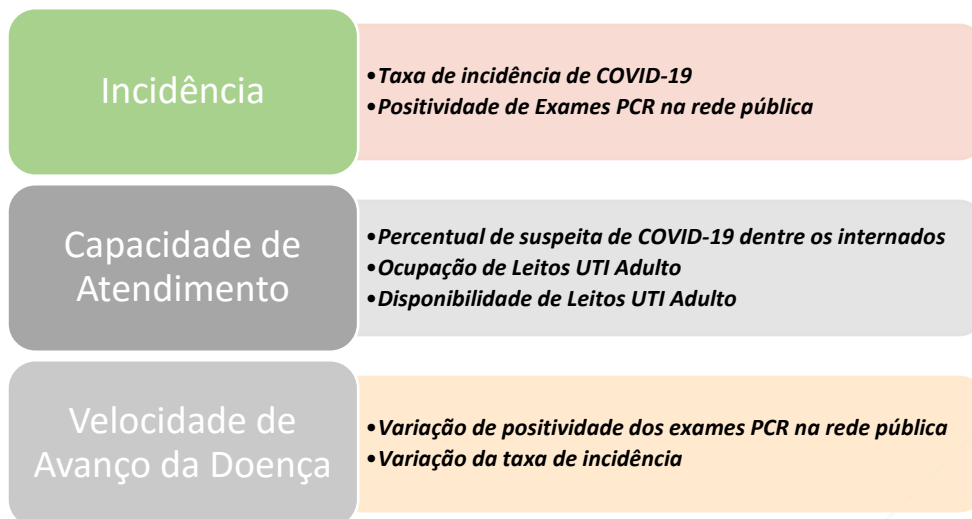 Incidência
•Taxa de incidência de COVID-19
•Positividade de Exames PCR na rede pública
Capacidade de
Atendimento
•Percentual de suspeita de COVID-19 dentre os internados
•Ocupação de Leitos UTI Adulto
•Disponibilidade de Leitos UTI Adulto
Velocidade de
Avanço da Doença
•Variação de positividade dos exames PCR na rede pública
•Variação da taxa de incidência